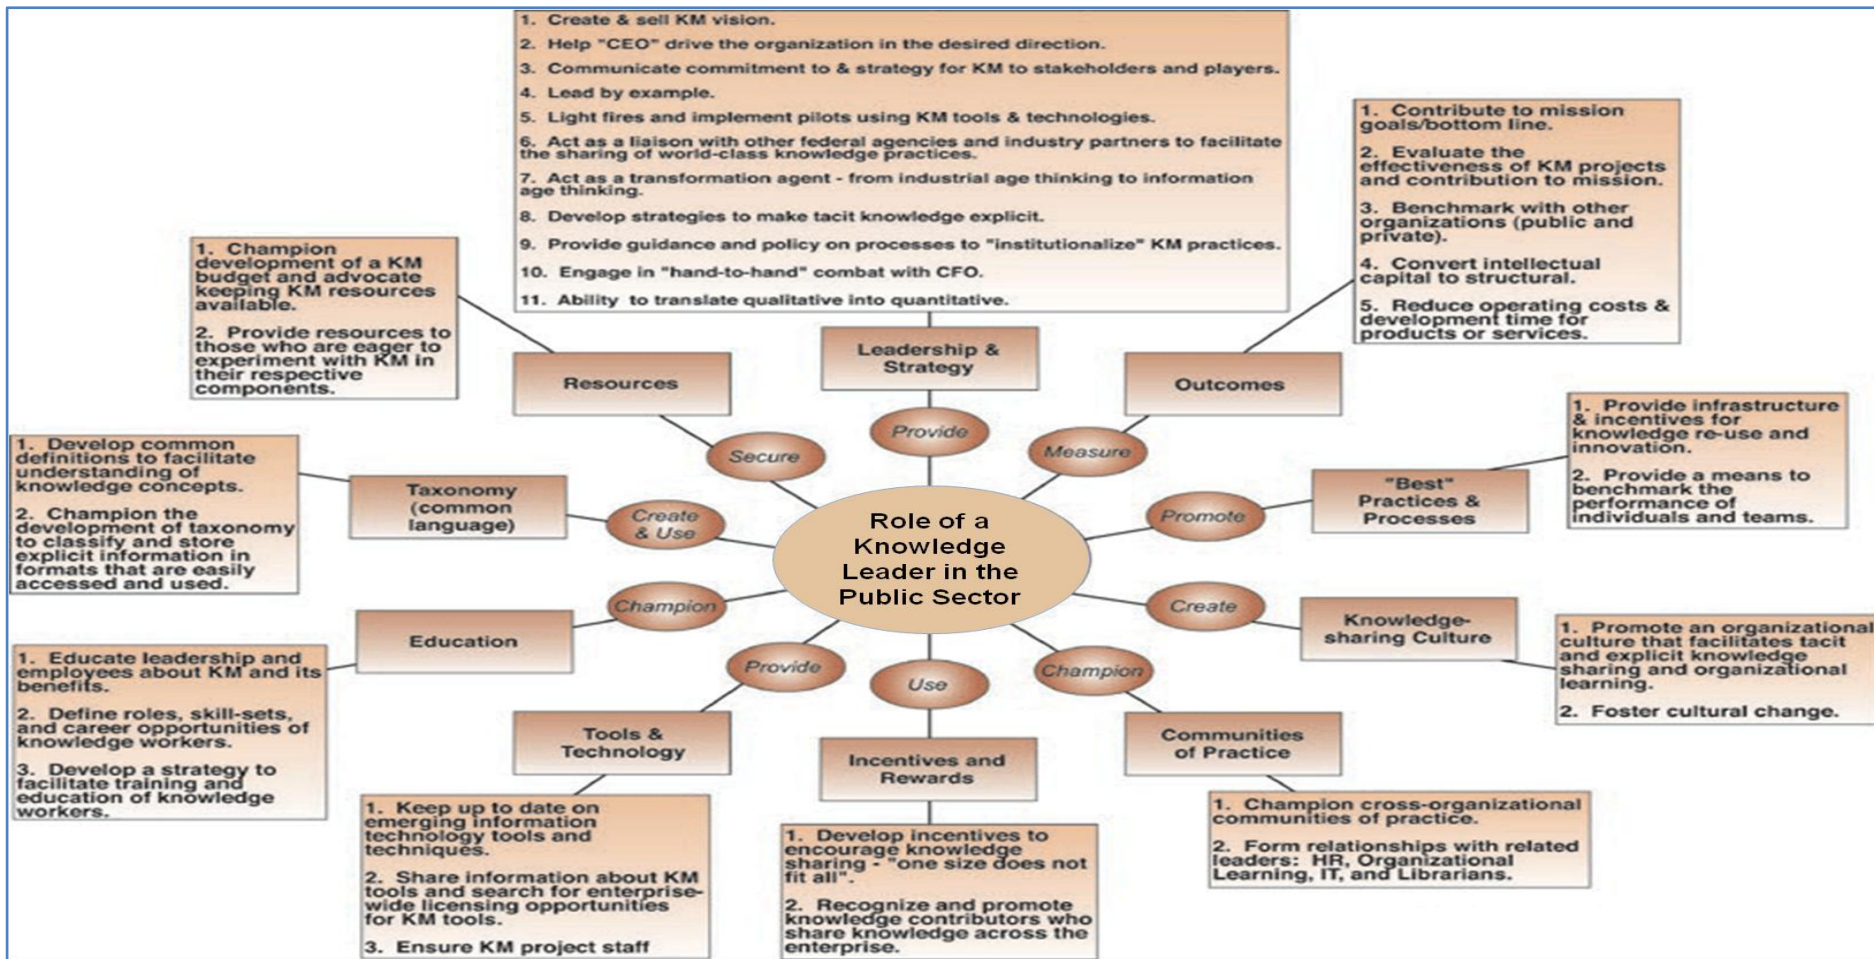 1. Create & sell KM vision.
2. Help "CEO" drive the organization in the desired direction.
3. Communicate commitment to & strategy for KM to stakeholders and players.
4. Lead by example.
5. Light fires and implement pilots using KM tools & technologies.
6. Act as a liaison with other federal agencies and industry partners to facilitate
the sharing of world-class knowledge practices.
7. Act as a transformation agent - from industrial age thinking to information
age thinking.
8. Develop strategies to make tacit knowledge explicit.
9. Provide guidance and policy on processes to "institutionalize" KM practices.
10. Engage in "hand-to-hand" combat with CFO.
11. Ability to translate qualitative into quantitative.
Leadership &
Strategy
Provide
1. Contribute to mission
goals/bottom line.
2. Evaluate the
effectiveness of KM projects
and contribution to mission.
3. Benchmark with other
organizations (public and
private).
4. Convert intellectual
capital to structural.
5. Reduce operating costs &
development time for
products or services.
Outcomes
Measure
1. Provide infrastructure
& incentives for
knowledge re-use and
innovation.
2. Provide a means to
benchmark the
performance of
individuals and teams.
"Best"
Practices &
Processes
Promote
1. Promote an organizational
culture that facilitates tacit
and explicit knowledge
sharing and organizational
learning.
2. Foster cultural change.
Knowledge-
sharing Culture
Create
1. Champion cross-organizational
communities of practice.
2. Form relationships with related
leaders: HR, Organizational
Learning, IT, and Librarians.
Communities
of Practice
Champion
1. Develop incentives to
encourage knowledge
sharing - "one size does not
fit all".
2. Recognize and promote
knowledge contributors who
share knowledge across the
enterprise.
Incentives and
Rewards
Use
1. Keep up to date on
emerging information
technology tools and
techniques.
2. Share information about KM
tools and search for enterprise-
wide licensing opportunities
for KM tools.
3. Ensure KM project staff
Tools &
Technology
Provide
1. Educate leadership and
employees about KM and its
benefits.
2. Define roles, skill-sets,
and career opportunities of
knowledge workers.
3. Develop a strategy to
facilitate training and
education of knowledge
workers.
Education
Champion
1. Develop common
definitions to facilitate
understanding of
knowledge concepts.
2. Champion the
development of taxonomy
to classify and store
explicit information in
formats that are easily
accessed and used.
Taxonomy
(common
language)
Create
& Use
1. Champion
development of a KM
budget and advocate
keeping KM resources
available.
2. Provide resources to
those who are eager to
experiment with KM in
their respective
components.
Resources
Secure
Role of a
Knowledge
Leader in the
Public Sector